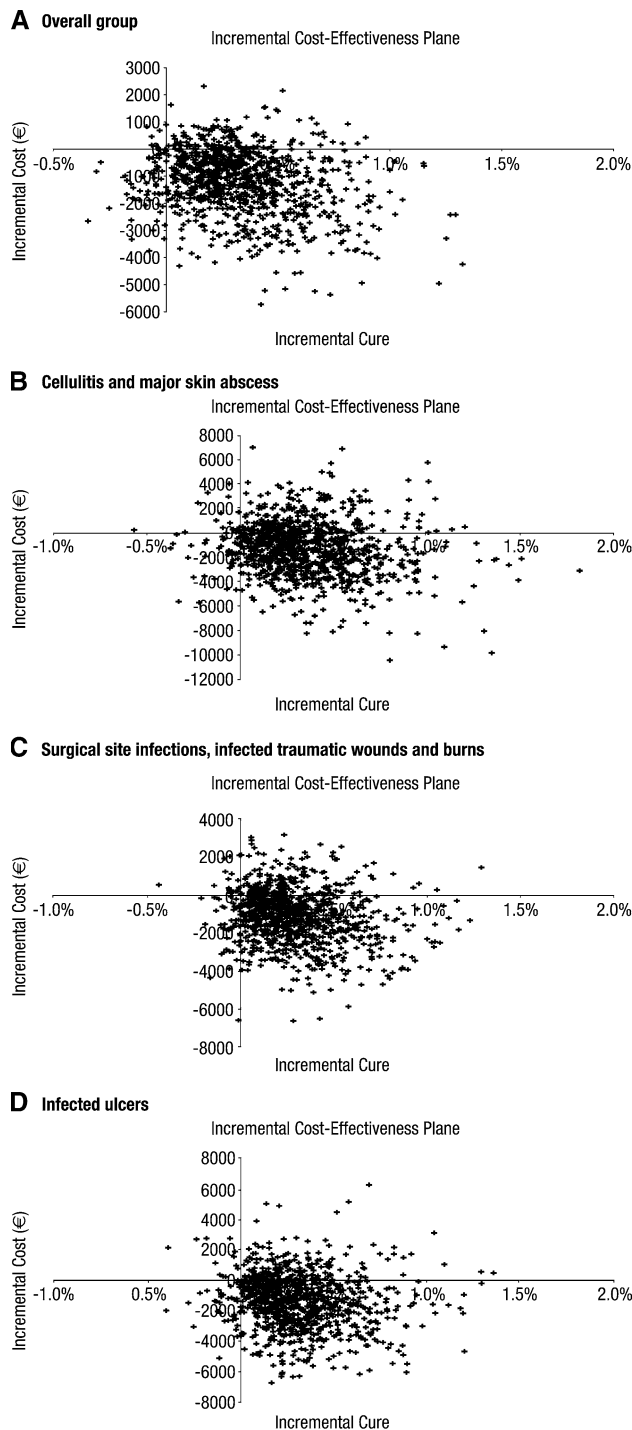 A Overall group
Incremental Cost-Effectiveness Plane
3000
2000
1000
0
-0.5% 1.0% 1.5% 2.0%
-1000
-2000
-3000
-4000
-5000
-6000
Incremental Cost (€)
Incremental Cure
B Cellulitis and major skin abscess
Incremental Cost-Effectiveness Plane
8000
6000
4000
2000
-1.0% -0.5% 1.0% 1.5% 2.0%
-2000
-4000
-6000
-8000
-10000
-12000
Incremental Cost (€)
Incremental Cure
C Surgical site infections, infected traumatic wounds and burns
Incremental Cost-Effectiveness Plane
4000
2000
0
-1.0% -0.5% 1.0% 1.5% 2.0%
-2000
-4000
-6000
-8000
Incremental Cost (€)
Incremental Cure
D Infected ulcers
Incremental Cost-Effectiveness Plane
8000
6000
4000
2000
0
-1.0% 0.5% 1.0% 1.5% 2.0%
-2000
-4000
-6000
-8000
Incremental Cost (€)
Incremental Cure